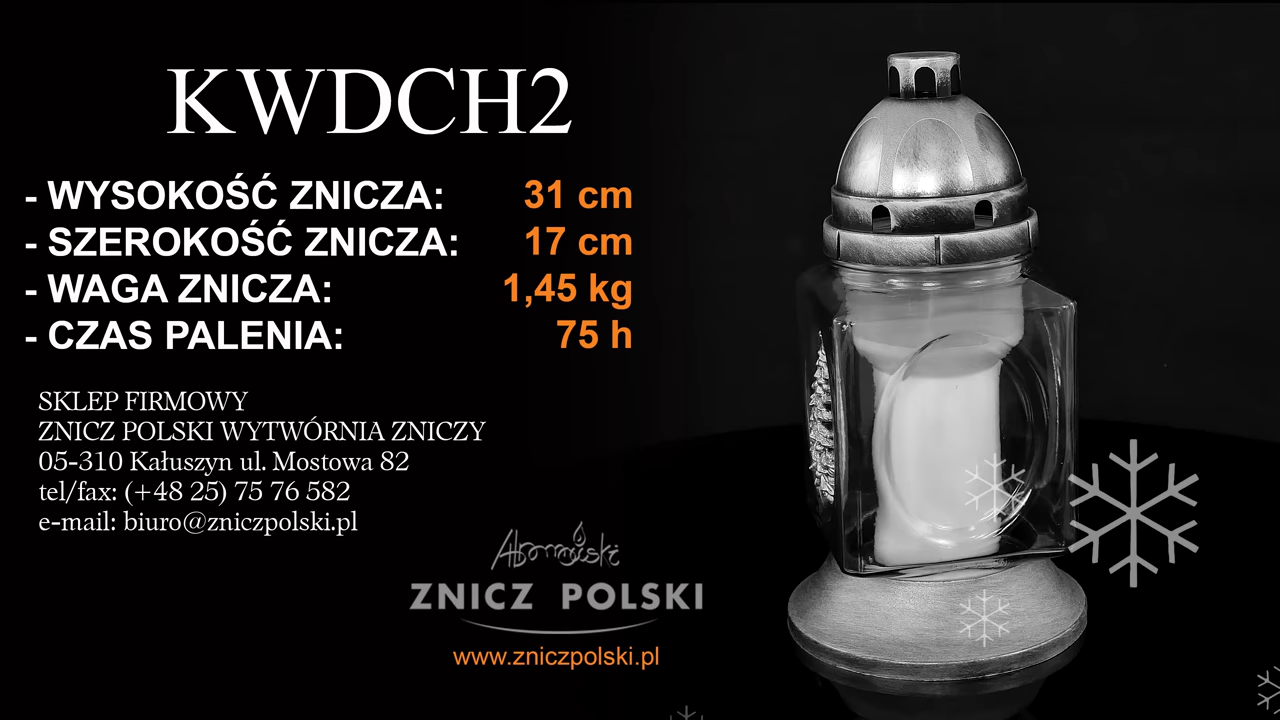 KWDCH2
- WYSOKOŚĆ ZNICZA: 31 cm
- SZEROKOŚĆ ZNICZA: 17 cm
- WAGA ZNICZA: 1,45 kg
- CZAS PALENIA: 75 h
SKLEP FIRMOWY
ZNICZ POLSKI WYTWÓRNIA ZNICZY
05-310 Kałuszyn ul. Mostowa 82
tel/fax: (+48 25) 75 76 582
e-mail: biuro@zniczpolski.pl
ZNICZ POLSKI
www.zniczpolski.pl